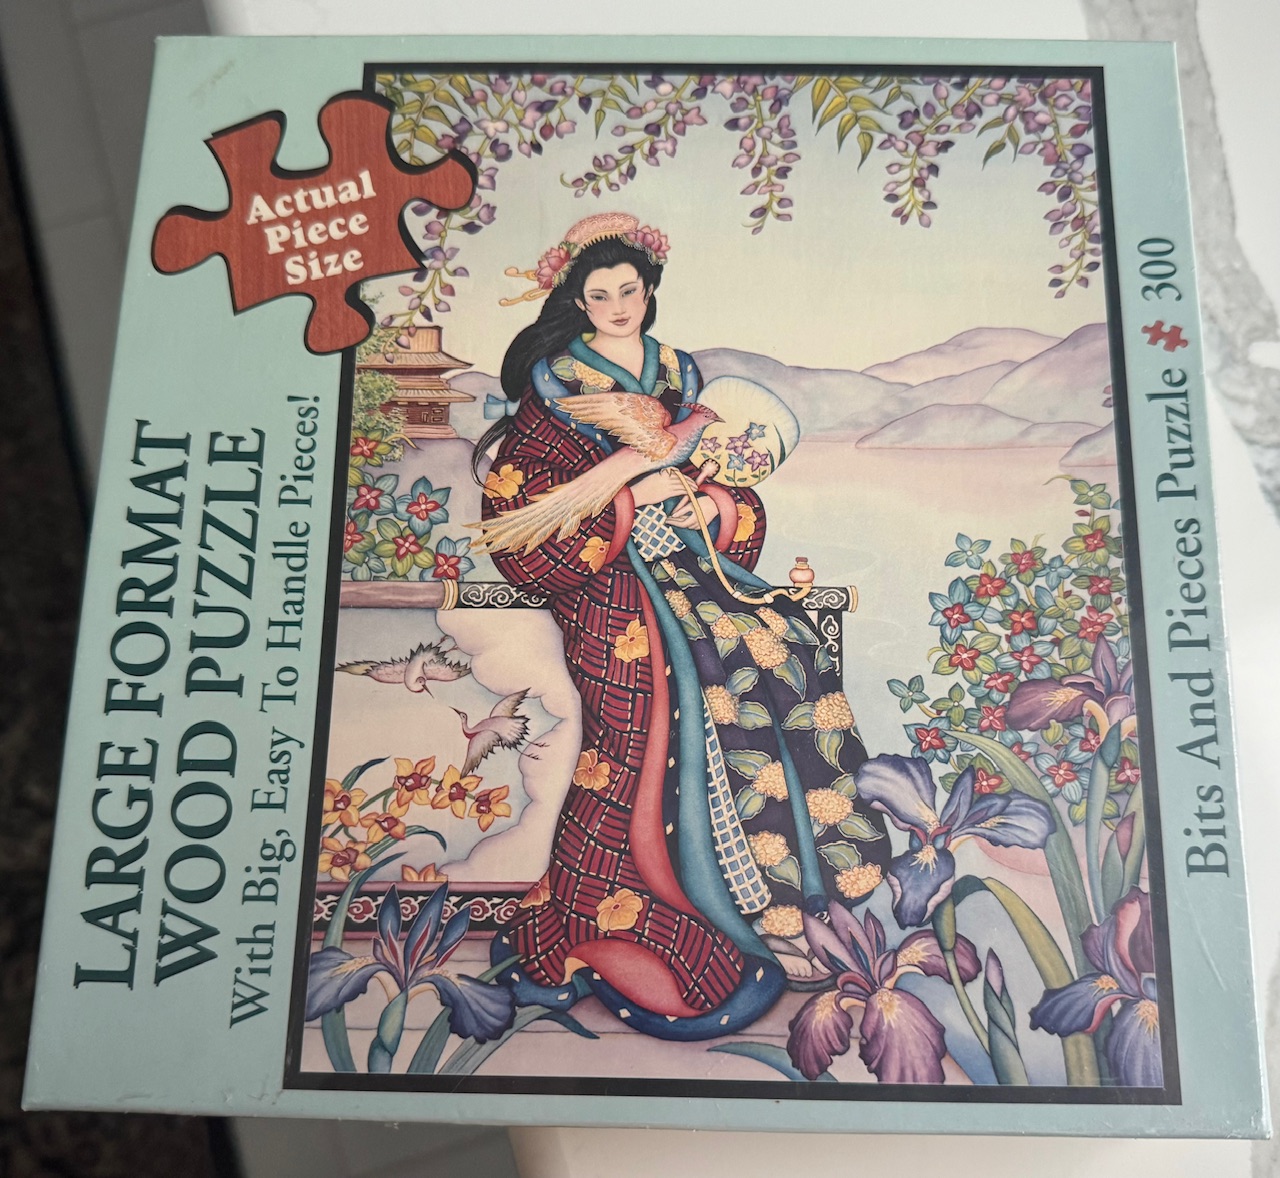 Actual
Piece
Size
LARGE FORMAT
WOOD PUZZLE
With Big, Easy To Handle Pieces!
Bits And Pieces Puzzle 300